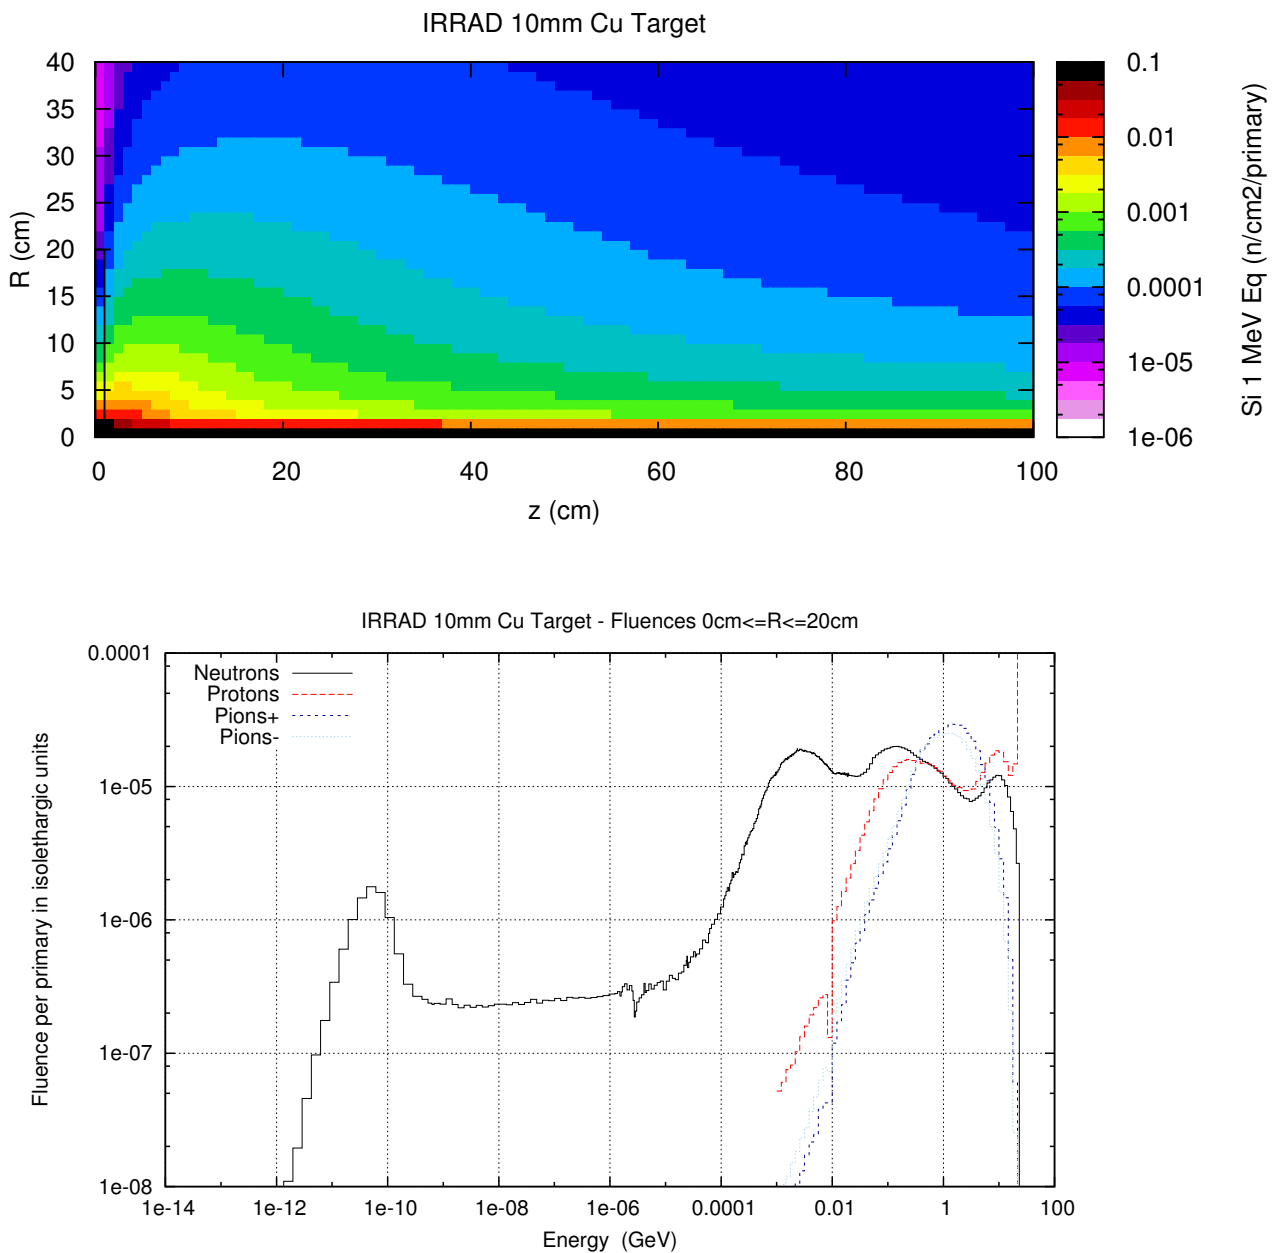 IRRAD 10mm Cu Target
40
35
30
25
20
15
10
5
0
R (cm)
0 20 40 60 80 100
z (cm)
0.1
0.01
0.001
0.0001
1e-05
1e-06
Si 1 MeV Eq (n/cm2/primary)
IRRAD 10mm Cu Target - Fluences 0cm<=R<=20cm
Neutrons
Protons
Pions+
Pions-
0.0001
1e-05
1e-06
1e-07
1e-08
Fluence per primary in isolethargic units
1e-14 1e-12 1e-10 1e-08 1e-06 0.0001 0.01 1 100
Energy (GeV)